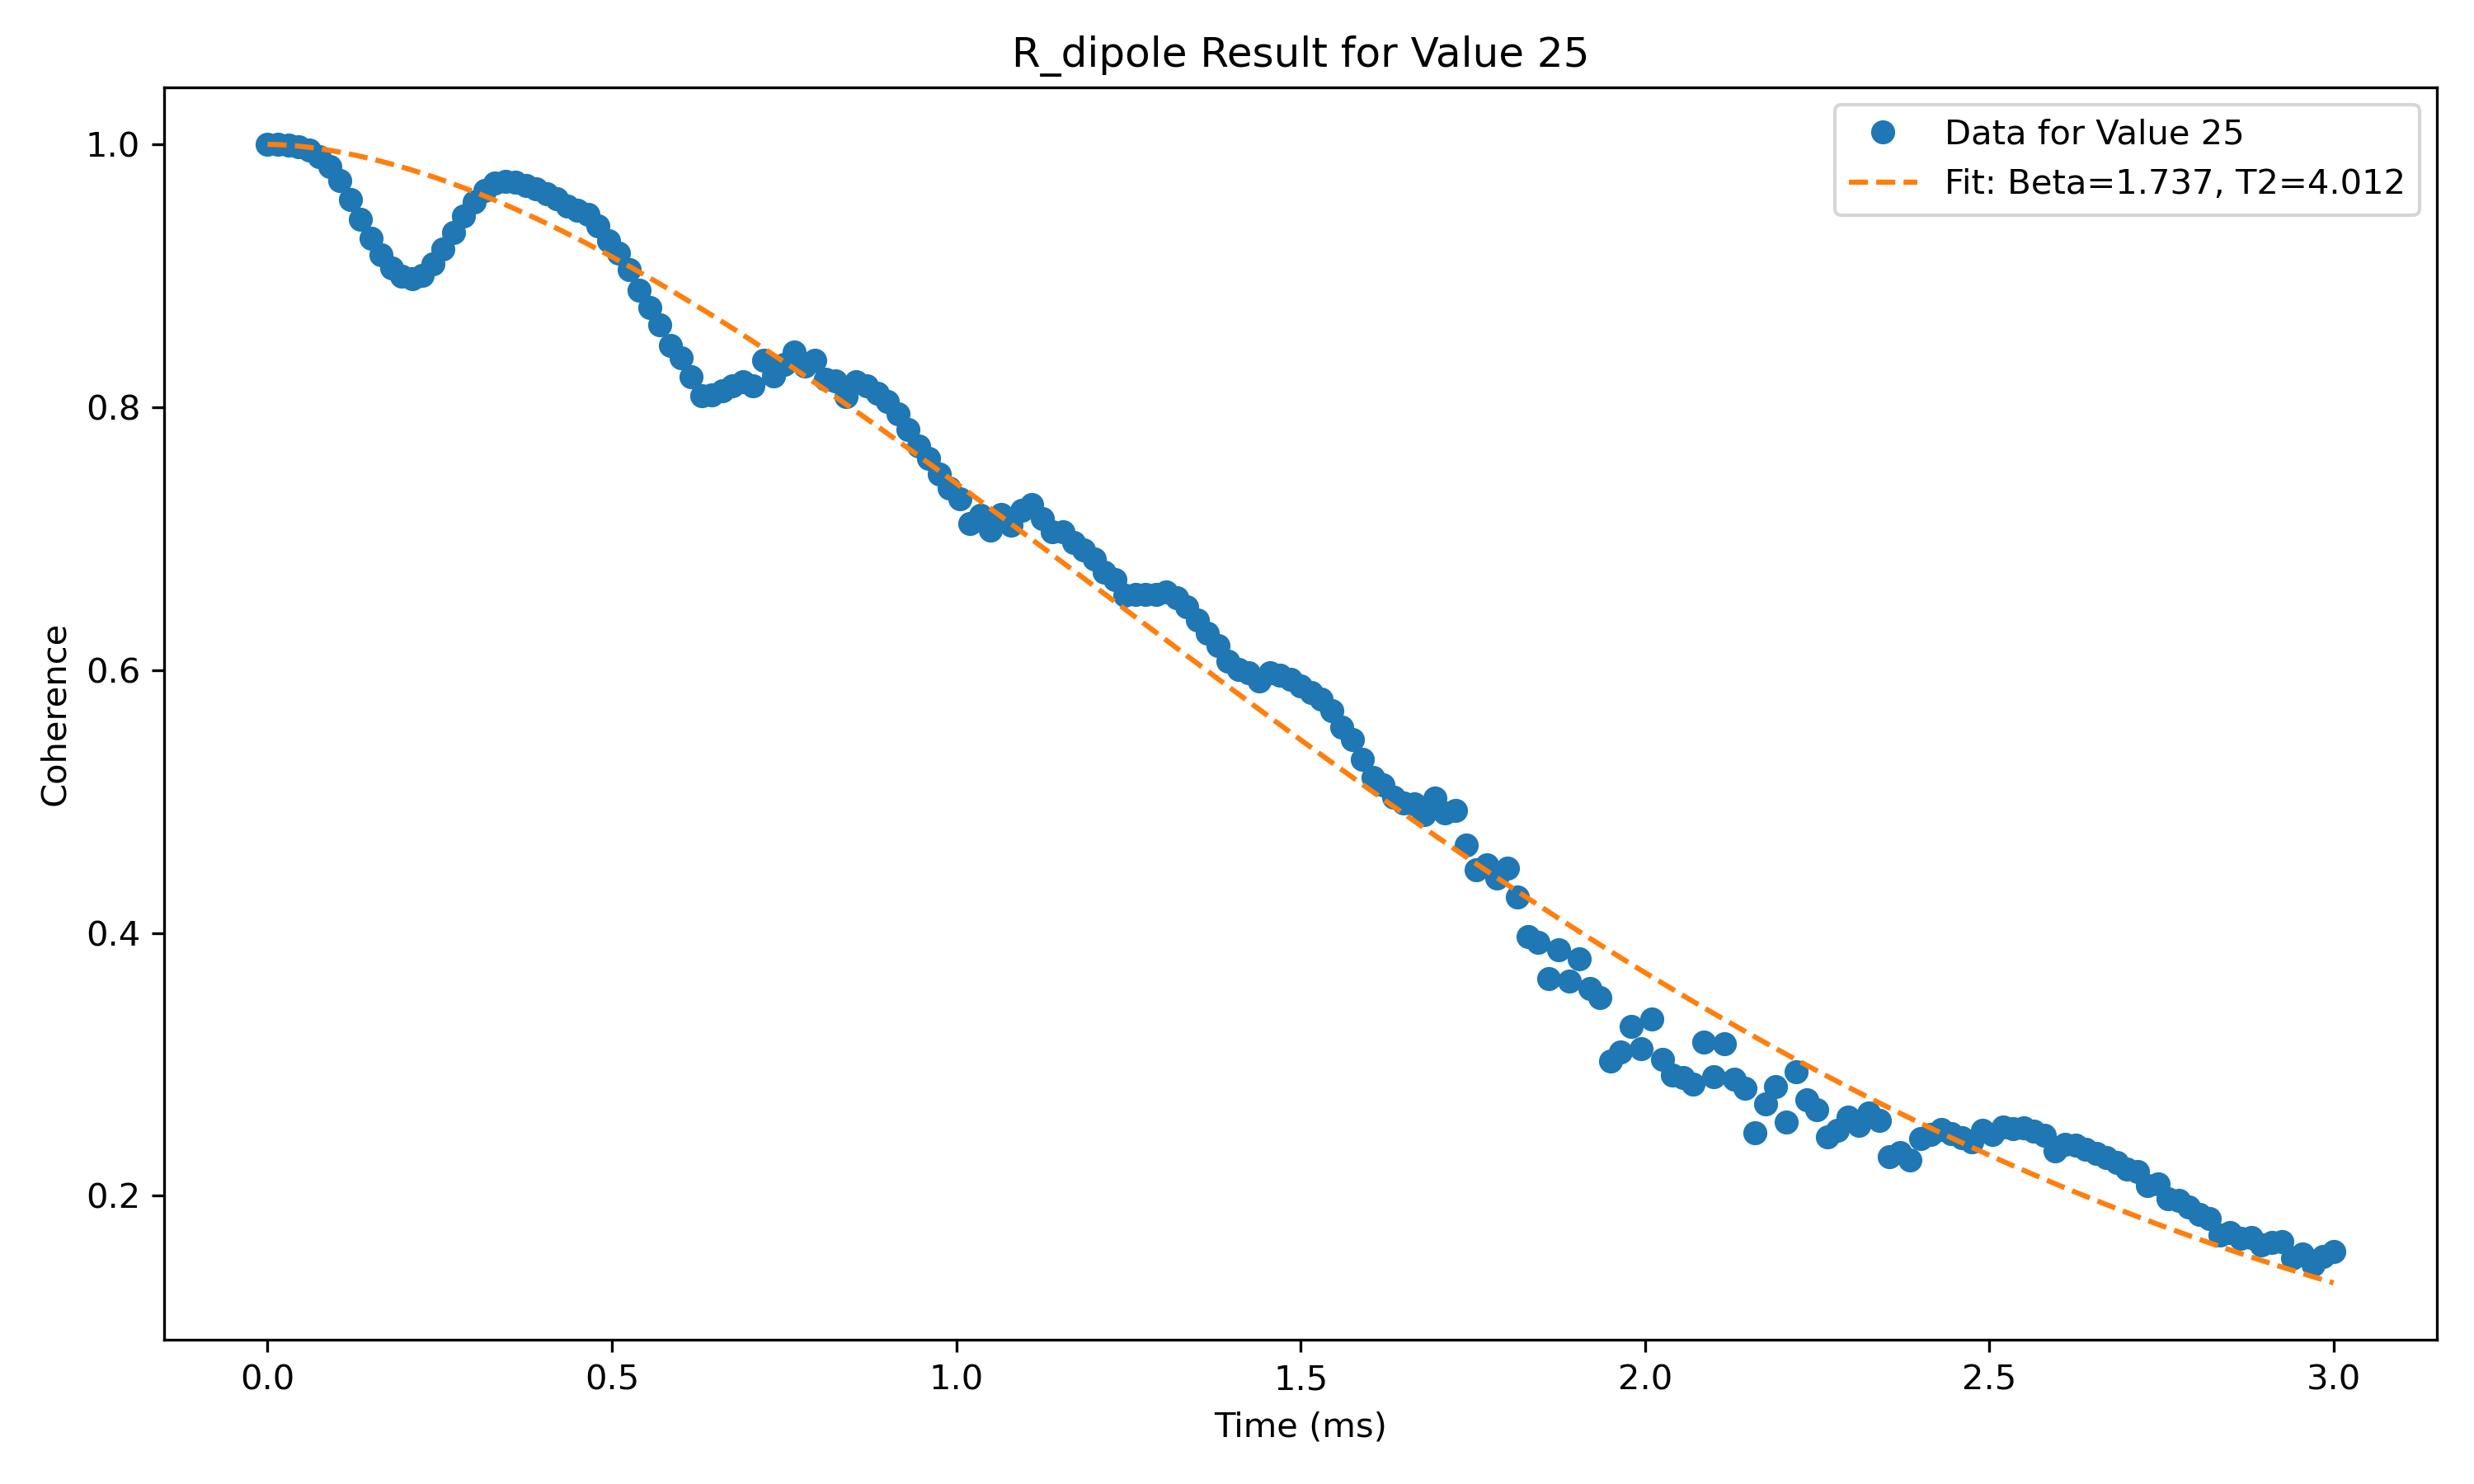 R_dipole Result for Value 25
Data for Value 25
Fit: Beta=1.737, T2=4.012
1.0
0.8
0.6
0.4
0.2
Coherence
0.0
0.5
1.0
1.5
2.0
2.5
3.0
Time (ms)